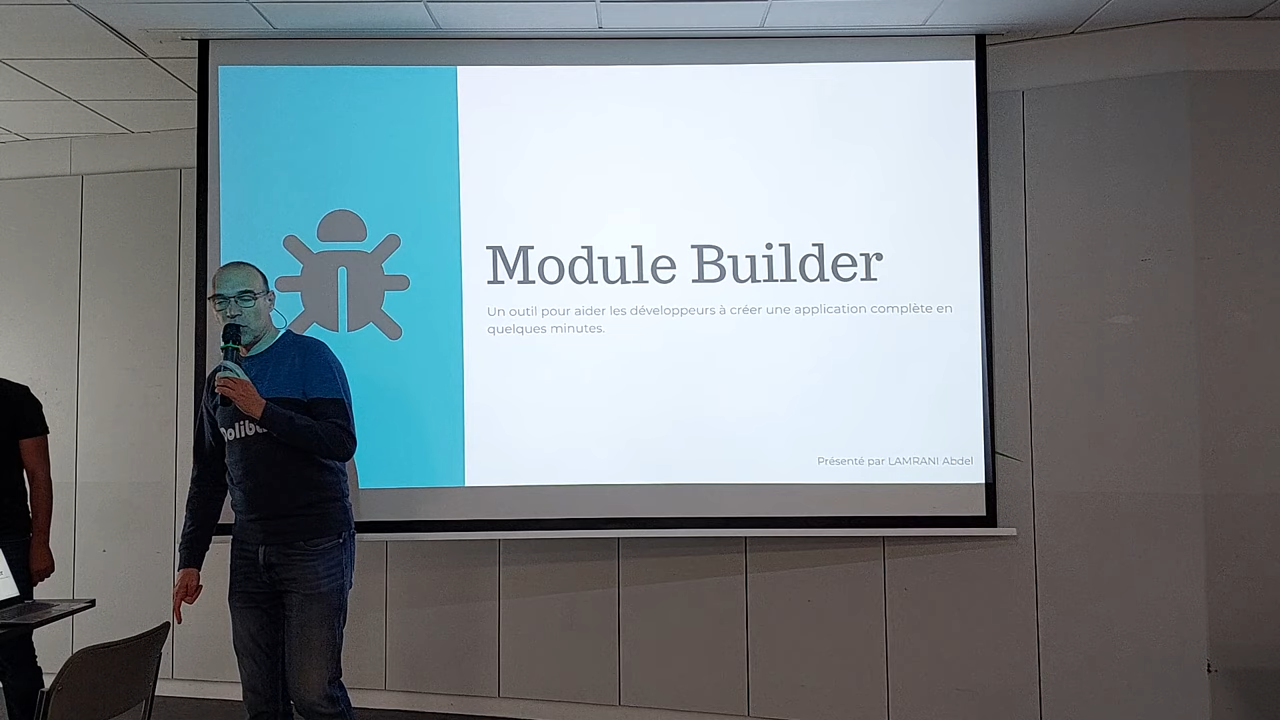 Module Builder
Un outil pour aider les développeurs à créer une application complète en
quelques minutes.
Présenté par LAMRANI Abdel